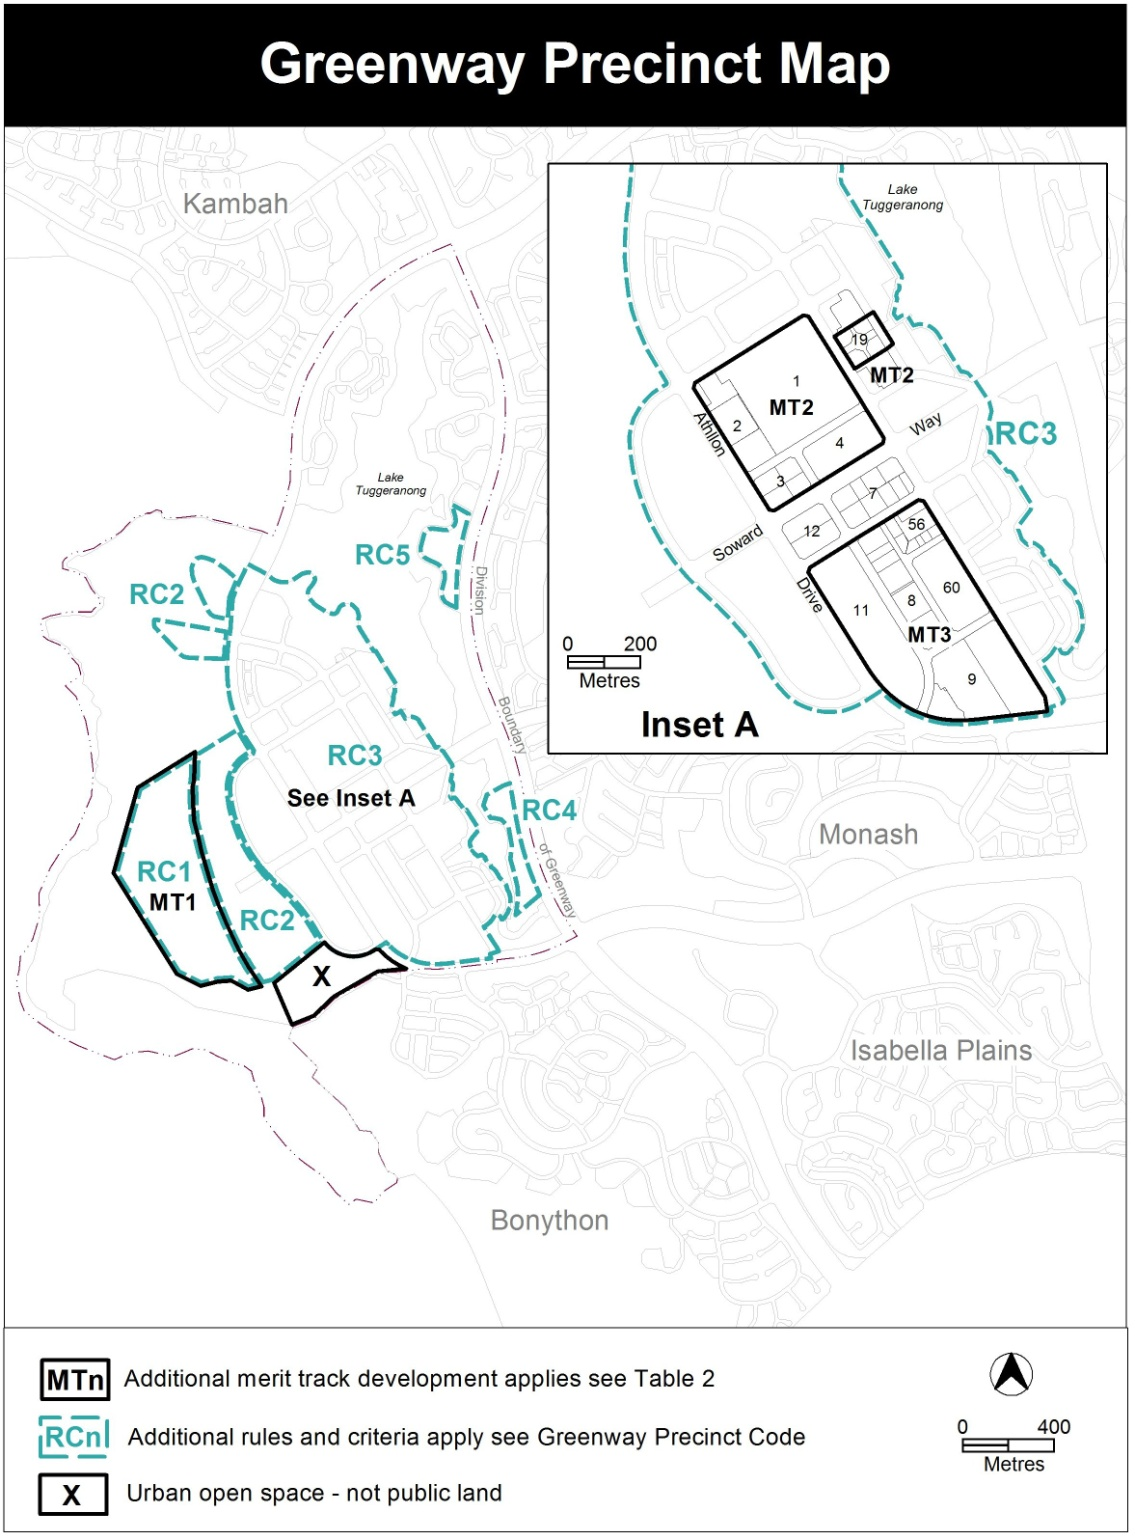 Greenway Precinct Map
Kambah
Lake
Tuggeranong
Lake
Tuggeranong
19
MT2
1
MT2
2
Athllon
4
Way
RC3
3
7
12
Soward
56
Drive
11
8
60
MT3
9
0 200
Metres
Inset A
RC5
RC2
Division
Boundary
of Greenway
RC3
See Inset A
RC4
Monash
RC1
MT1
RC2
X
Isabella Plains
Bonython
MTn Additional merit track development applies see Table 2
RCn Additional rules and criteria apply see Greenway Precinct Code
X Urban open space - not public land
0 400
Metres